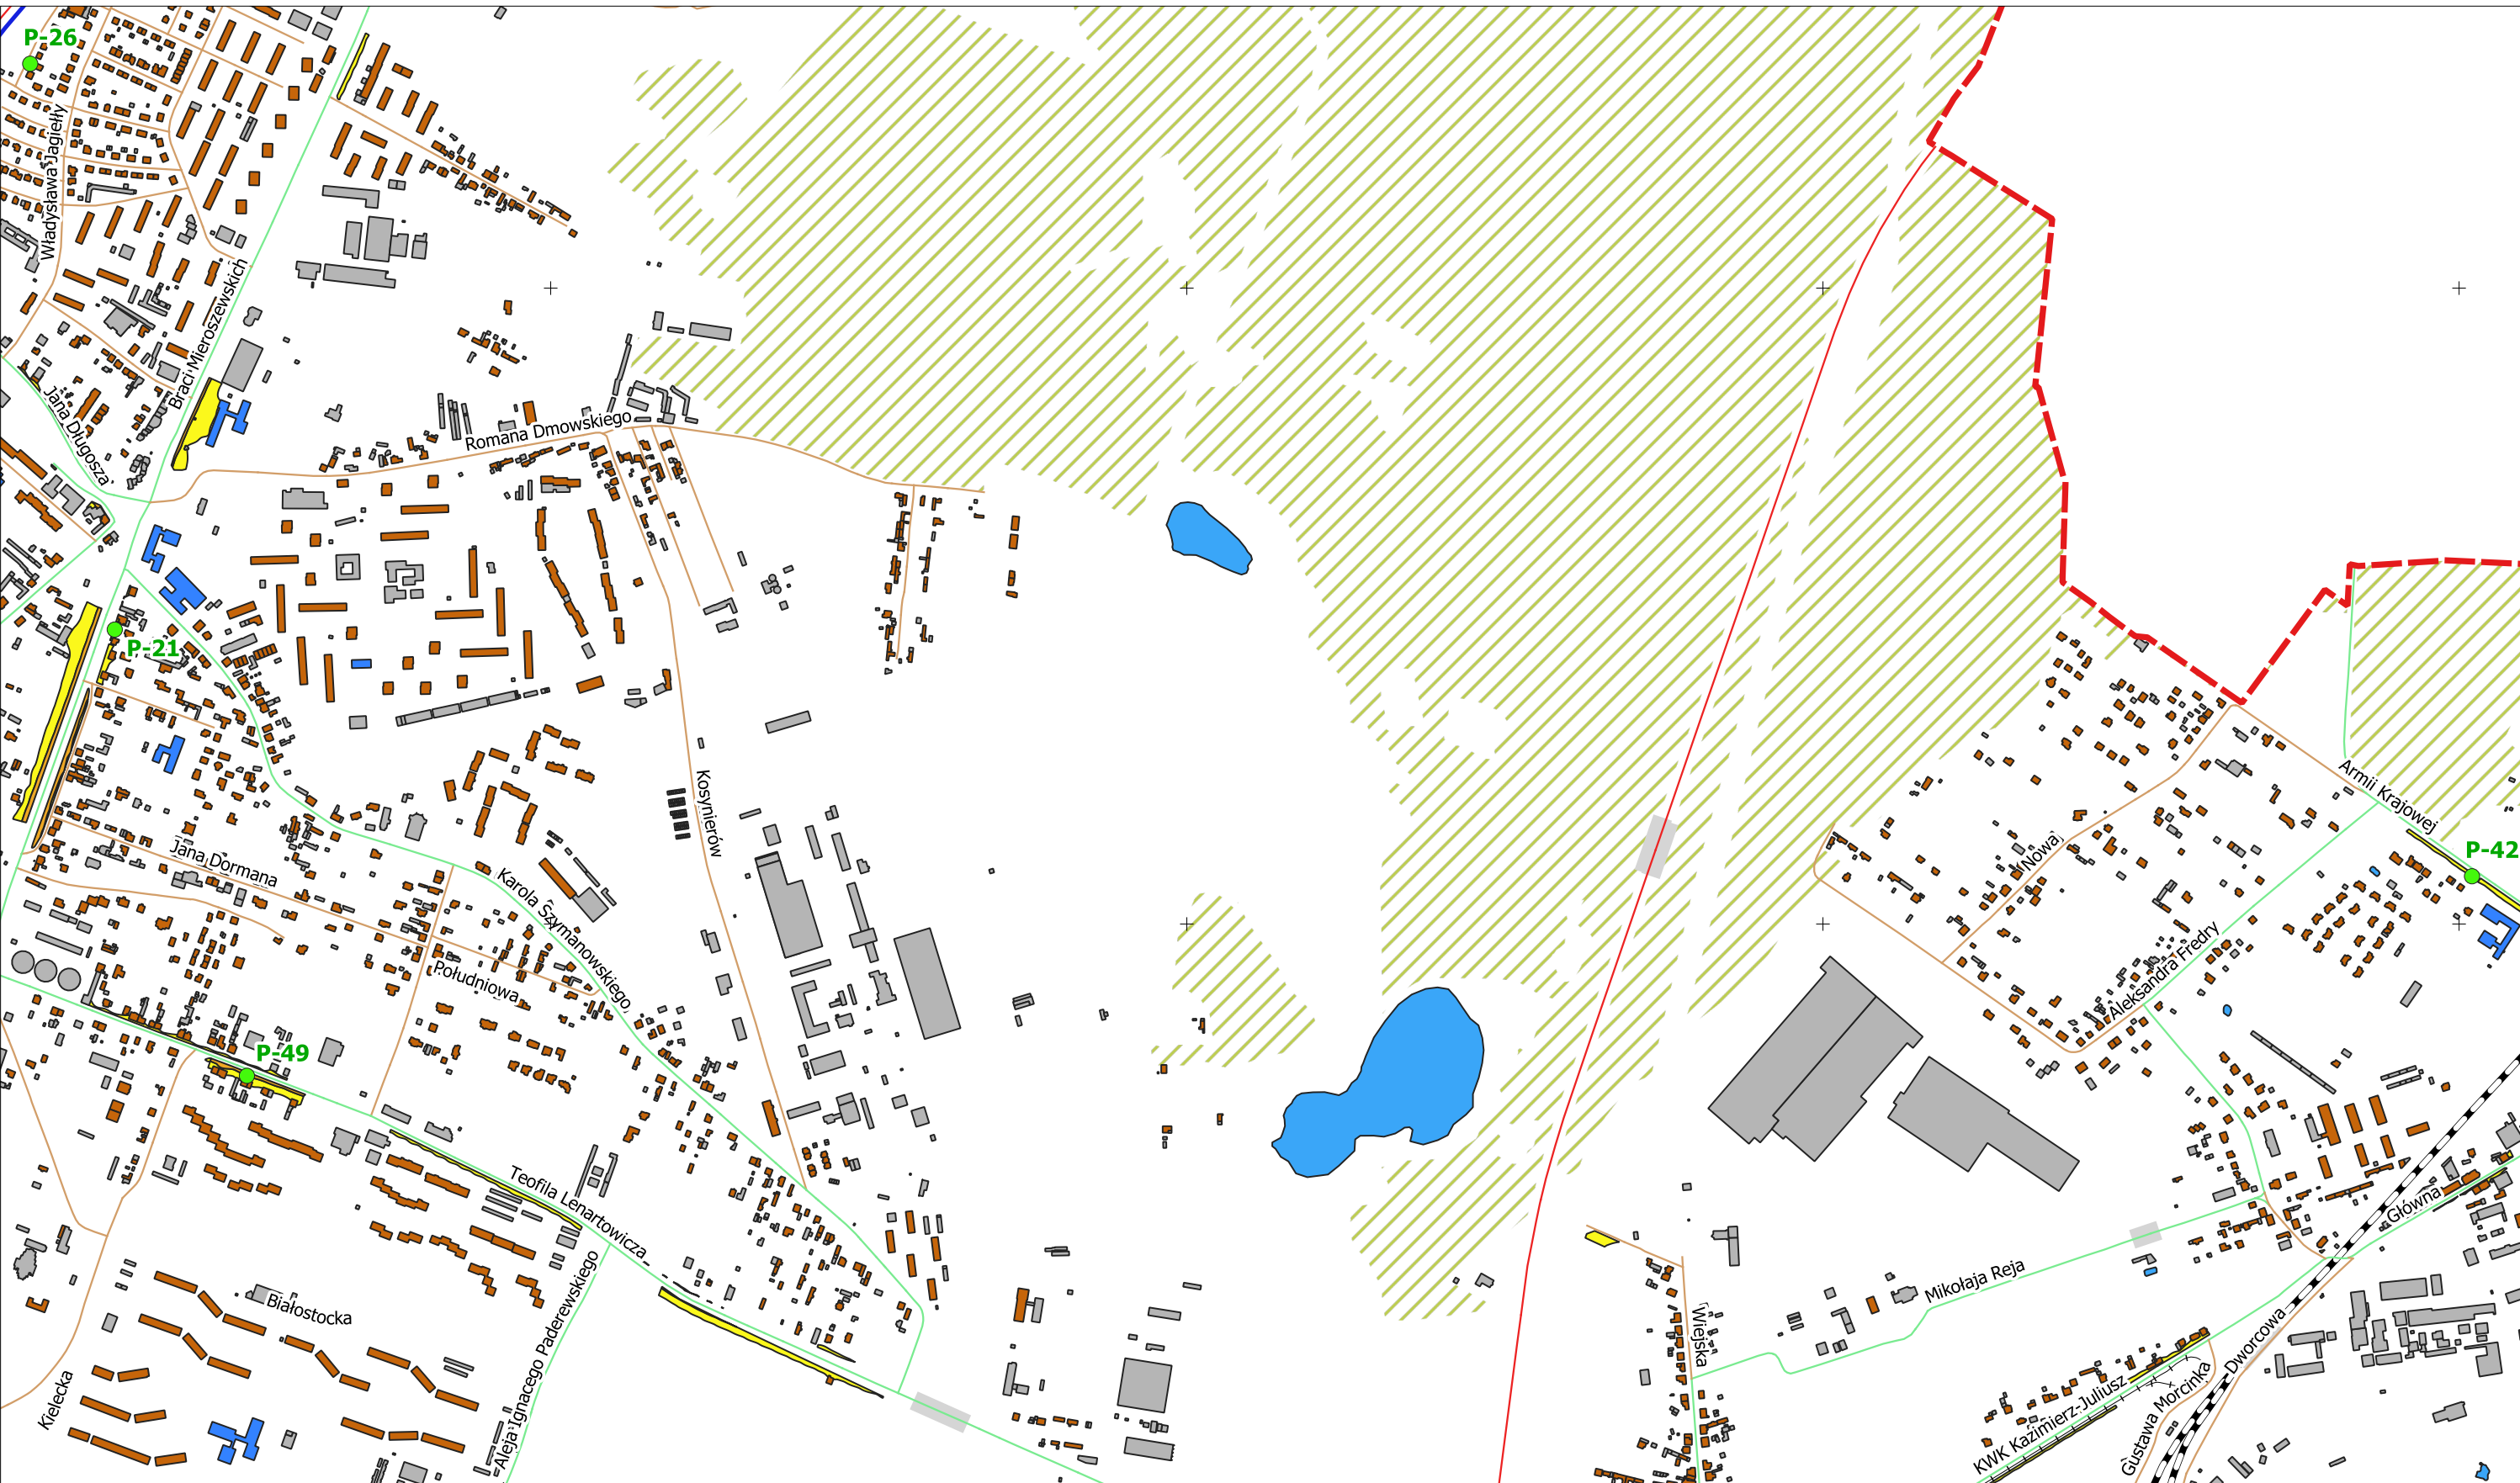 P-26
Władysława Jagiełły
Braci Mieroszewskich
Jana Długosza
Romana Dmowskiego
P-21
Kosynierów
Armii Krajowej
P-42
Nowa
Jana Dormana
Karola Szymanowskiego
Południowa
Aleksandra Fredry
P-49
Teofila Lenartowicza
Główna
Aleja Ignacego Paderewskiego
Białostocka
Mikołaja Reja
Wiejska
Dworcowa
Kielecka
KWK Kazimierz-Juliusz
Gustawa Morcinka